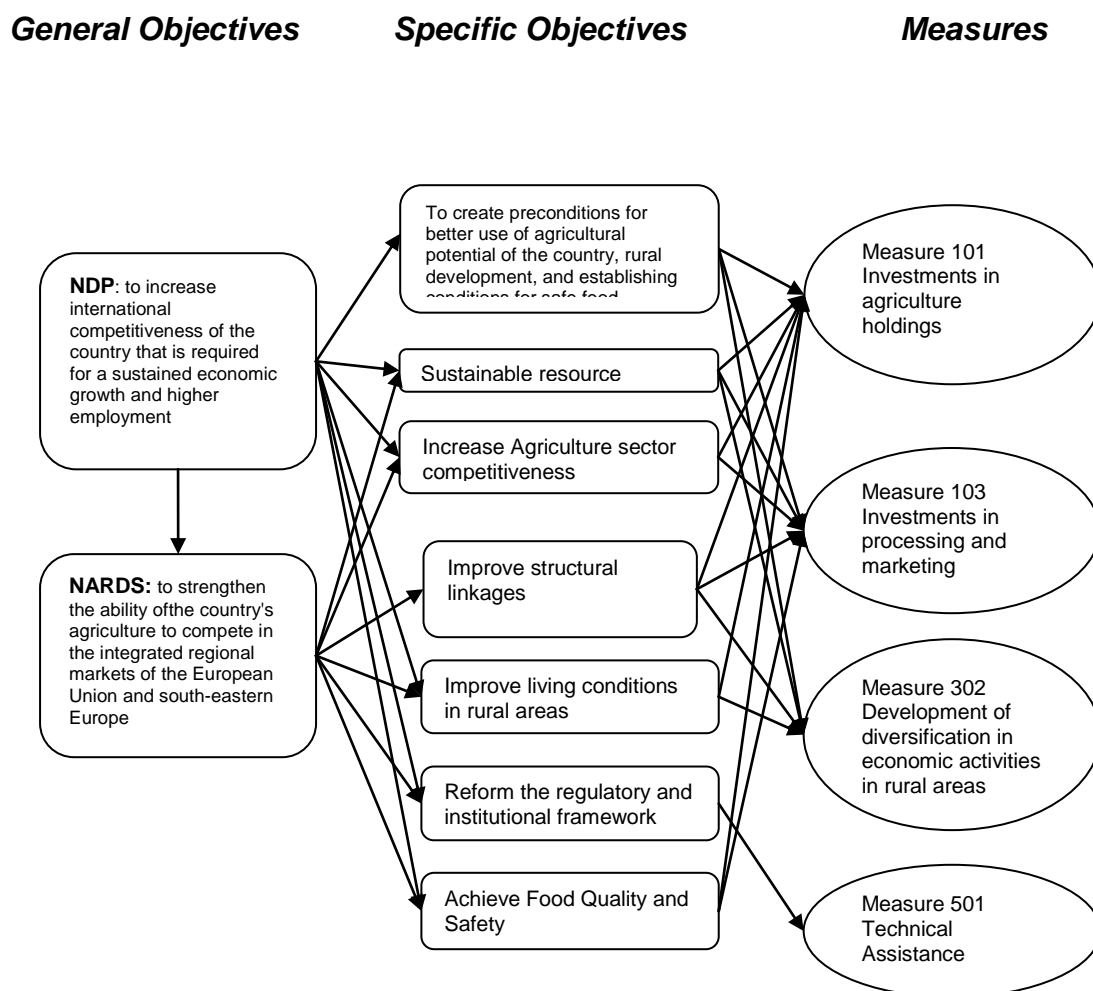 General Objectives
Specific Objectives
Measures
NDP: to increase
international
competitiveness of the
country that is required
for a sustained economic
growth and higher
employment
NARDS: to strengthen
the ability ofthe country's
agriculture to compete in
the integrated regional
markets of the European
Union and south-eastern
Europe
To create preconditions for
better use of agricultural
potential of the country, rural
development, and establishing
conditions for safe food
Sustainable resource
Increase Agriculture sector
competitiveness
Improve structural
linkages
Improve living conditions
in rural areas
Reform the regulatory and
institutional framework
Achieve Food Quality and
Safety
Measure 101
Investments in
agriculture
holdings
Measure 103
Investments in
processing and
marketing
Measure 302
Development of
diversification in
economic activities
in rural areas
Measure 501
Technical
Assistance